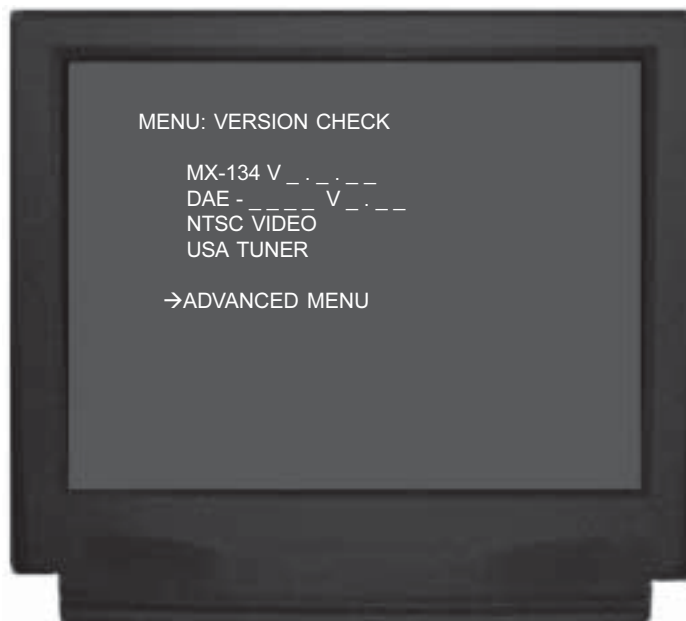 MENU: VERSION CHECK
MX-134 V _ . _ . _ _
DAE - _ _ _ _ V _ . _ _
NTSC VIDEO
USA TUNER
→ADVANCED MENU